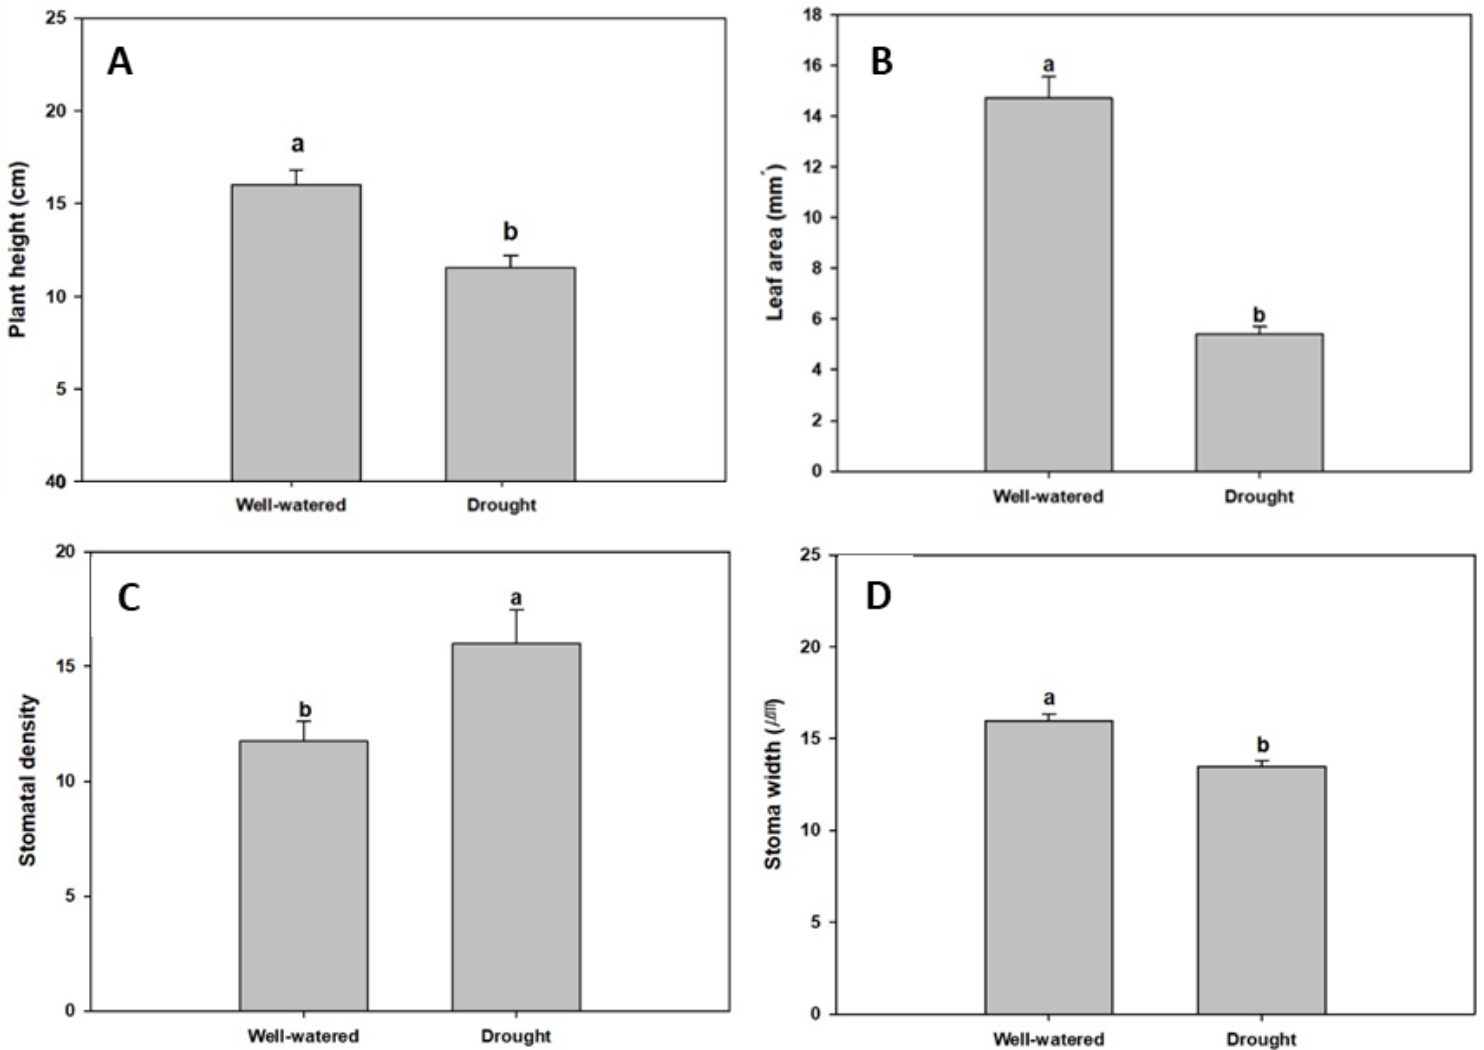 A
Plant height (cm)
25
20
15
10
5
40
a
b
Well-watered
Drought
B
Leaf area (mm²)
18
16
14
12
10
8
6
4
2
0
a
b
Well-watered
Drought
C
Stomatal density
20
15
10
5
0
b
a
Well-watered
Drought
D
Stoma width (㎛)
25
20
15
10
5
0
a
b
Well-watered
Drought